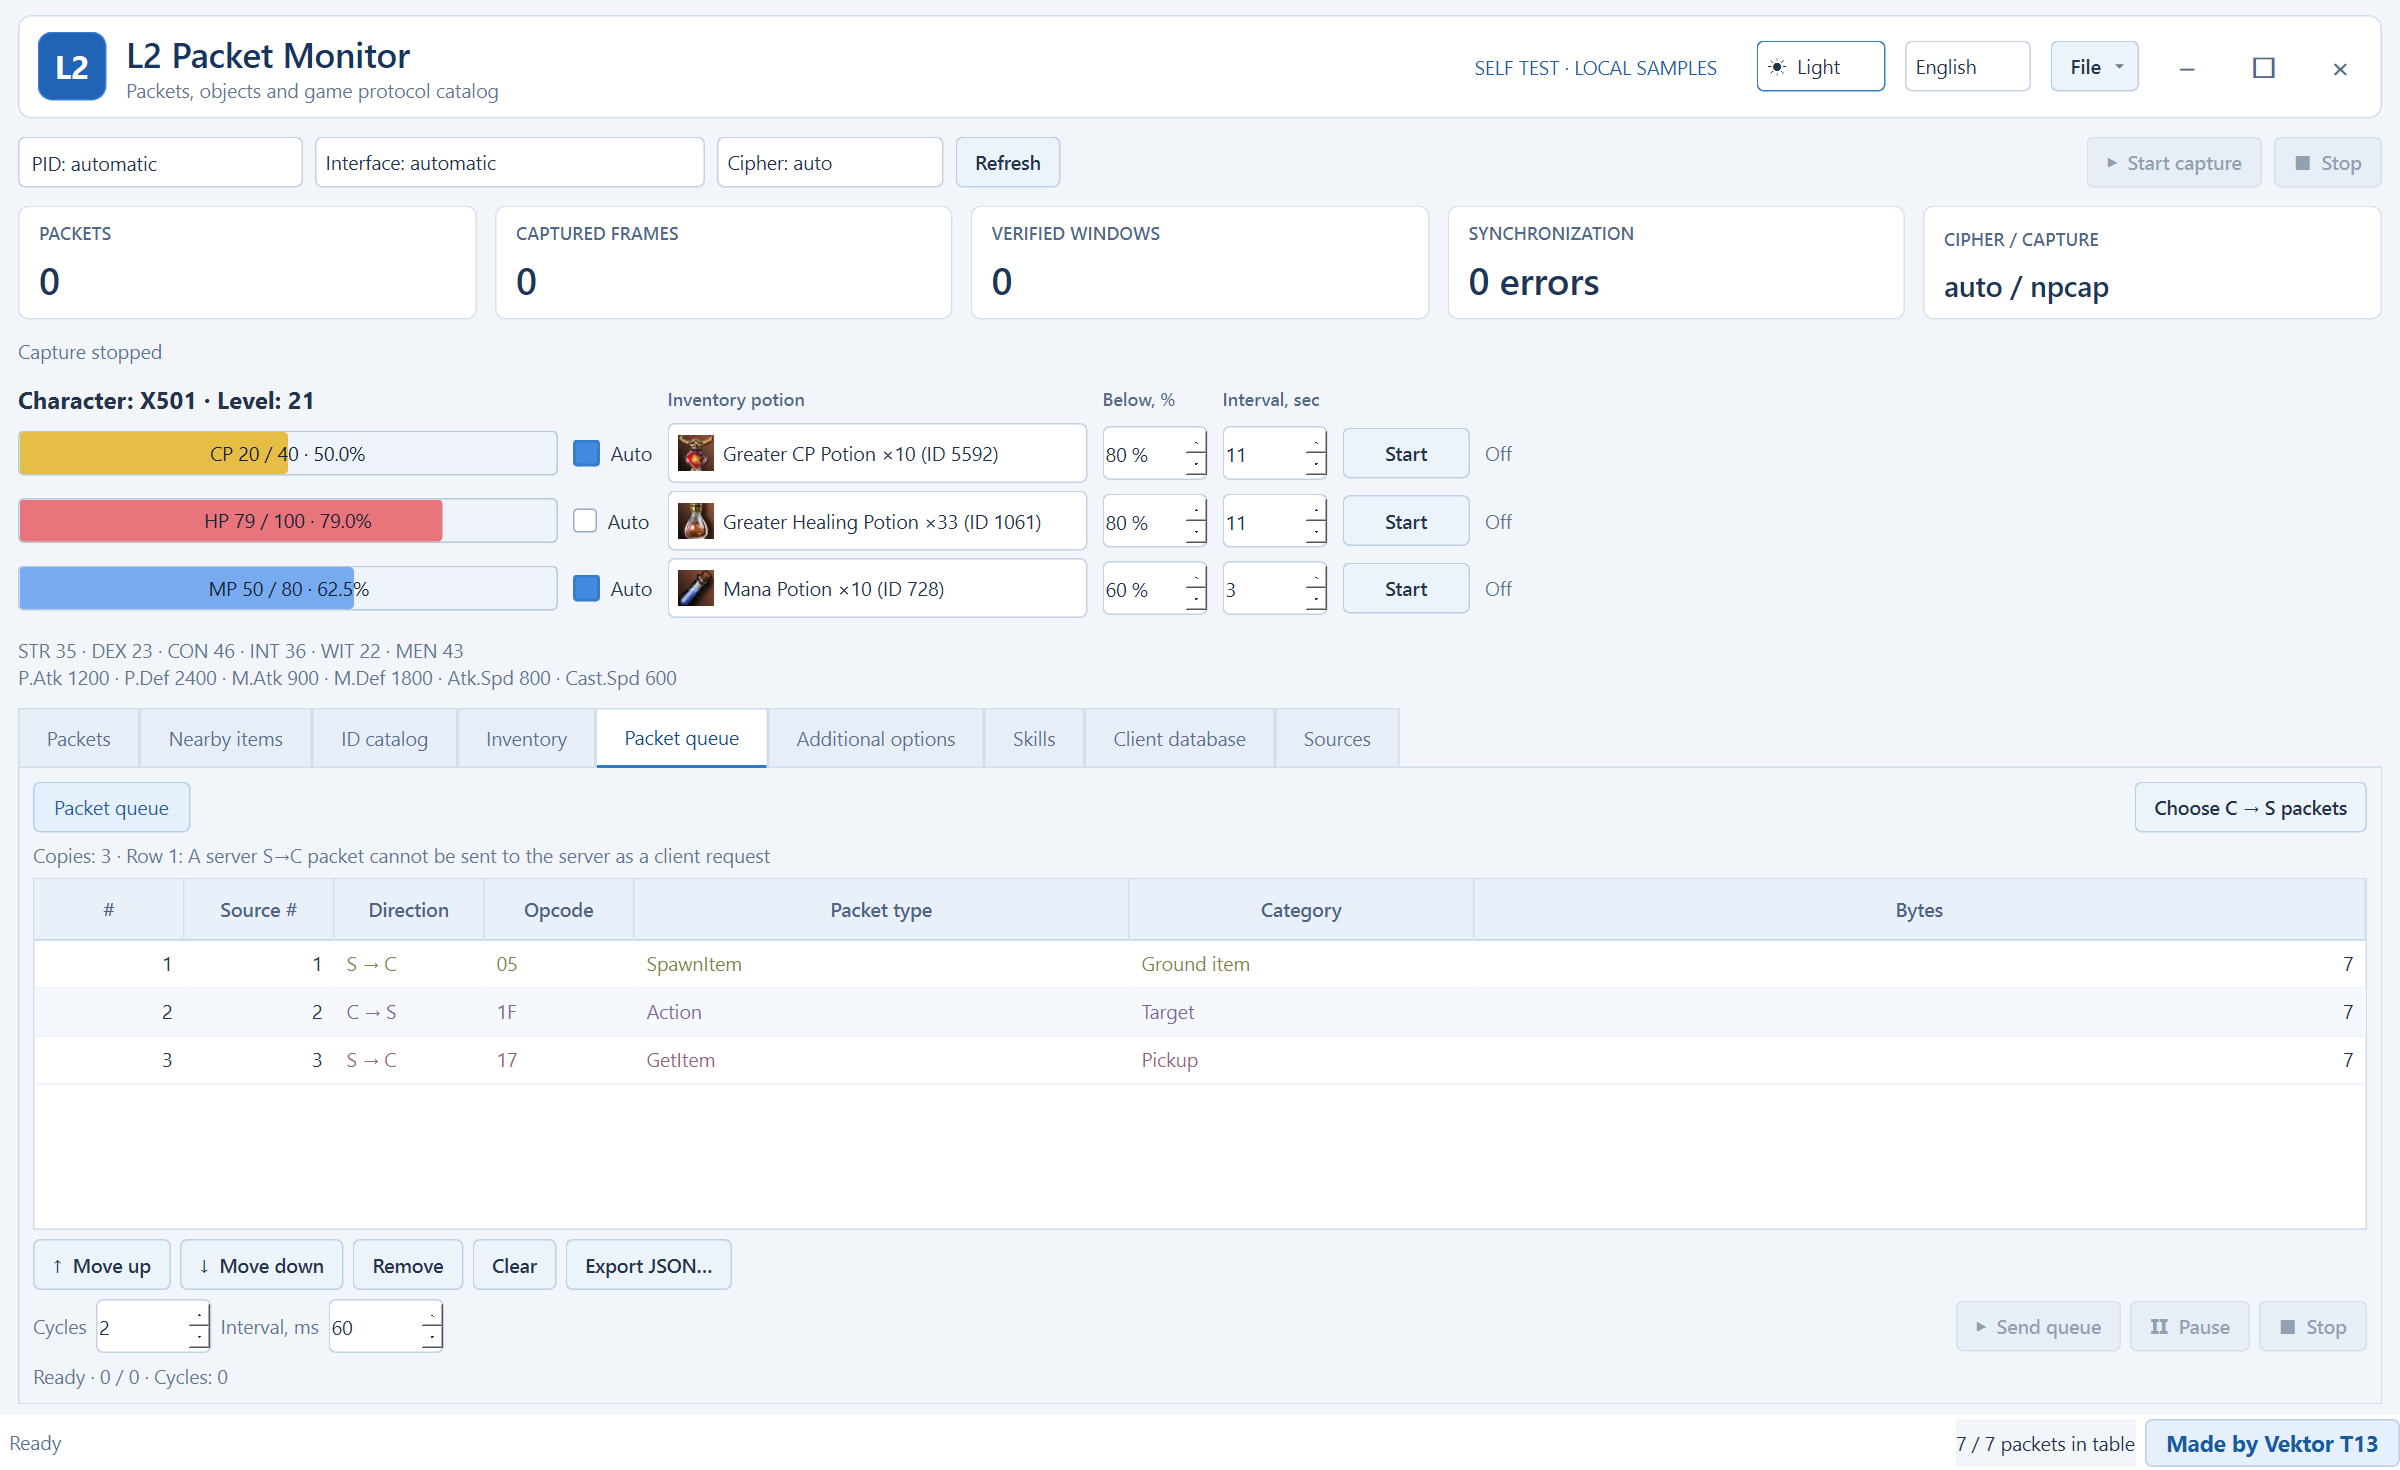 L2
L2 Packet Monitor
Packets, objects and game protocol catalog
SELF TEST · LOCAL SAMPLES
Light
English
File
PID: automatic
Interface: automatic
Cipher: auto
Refresh
Start capture
Stop
PACKETS
0
CAPTURED FRAMES
0
VERIFIED WINDOWS
0
SYNCHRONIZATION
0 errors
CIPHER / CAPTURE
auto / npcap
Capture stopped
Character: X501 · Level: 21
Inventory potion
Below, %
Interval, sec
CP 20 / 40 · 50.0%
Auto
Greater CP Potion ×10 (ID 5592)
80 %
11
Start
Off
HP 79 / 100 · 79.0%
Auto
Greater Healing Potion ×33 (ID 1061)
80 %
11
Start
Off
MP 50 / 80 · 62.5%
Auto
Mana Potion ×10 (ID 728)
60 %
3
Start
Off
STR 35 · DEX 23 · CON 46 · INT 36 · WIT 22 · MEN 43
P.Atk 1200 · P.Def 2400 · M.Atk 900 · M.Def 1800 · Atk.Spd 800 · Cast.Spd 600
Packets
Nearby items
ID catalog
Inventory
Packet queue
Additional options
Skills
Client database
Sources
Packet queue
Choose C → S packets
Copies: 3 · Row 1: A server S→C packet cannot be sent to the server as a client request
# Source # Direction Opcode Packet type Category Bytes
1 1 S → C 05 SpawnItem Ground item 7
2 2 C → S 1F Action Target 7
3 3 S → C 17 GetItem Pickup 7
↑ Move up
↓ Move down
Remove
Clear
Export JSON...
Cycles 2
Interval, ms 60
Send queue
Pause
Stop
Ready · 0 / 0 · Cycles: 0
Ready
7 / 7 packets in table
Made by Vektor T13